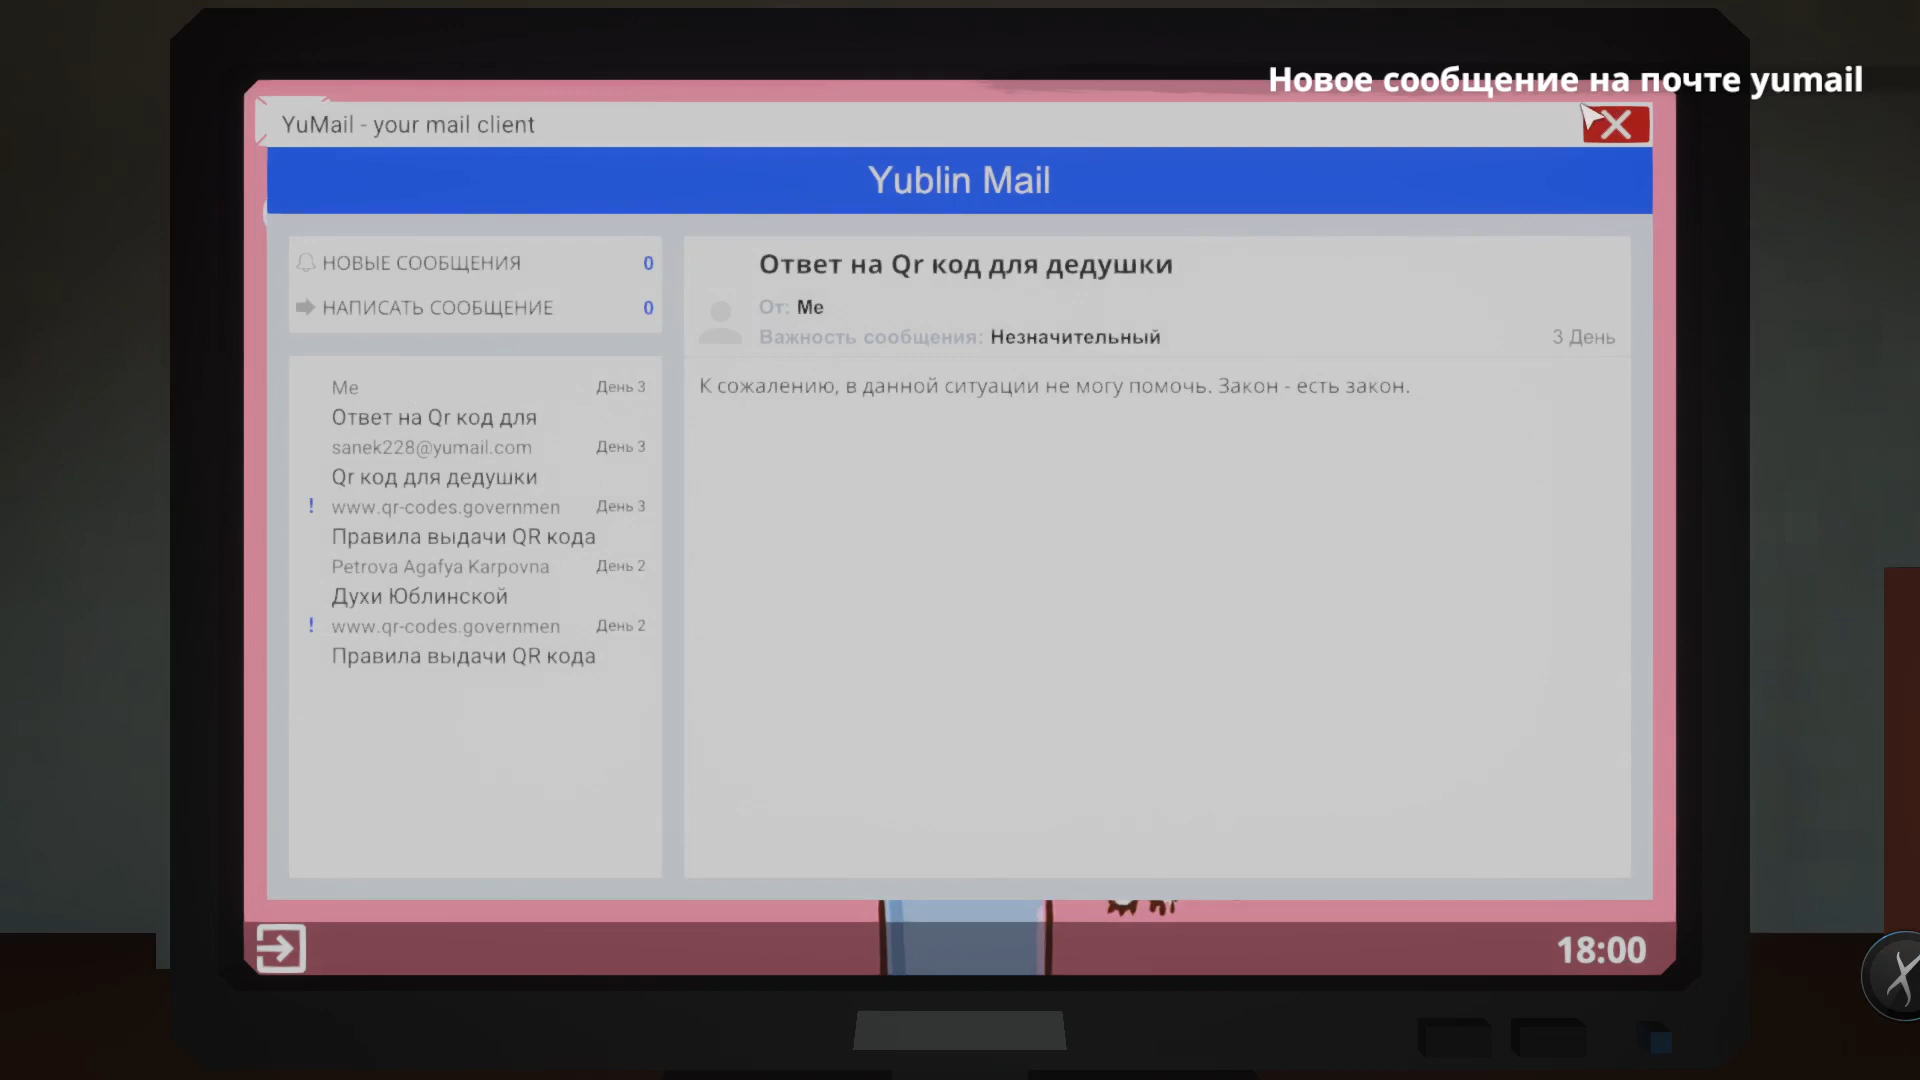 Новое сообщение на почте yumail
YuMail - your mail client
Yublin Mail
НОВЫЕ СООБЩЕНИЯ 0
НАПИСАТЬ СООБЩЕНИЕ 0
Me День 3
Ответ на Qr код для
sanek228@yumail.com День 3
Qr код для дедушки
! www.qr-codes.governmen День 3
Правила выдачи QR кода
Petrova Agafya Karpovna День 2
Духи Юблинской
! www.qr-codes.governmen День 2
Правила выдачи QR кода
Ответ на Qr код для дедушки
От: Me
Важность сообщения: Незначительный 3 День
К сожалению, в данной ситуации не могу помочь. Закон - есть закон.
18:00